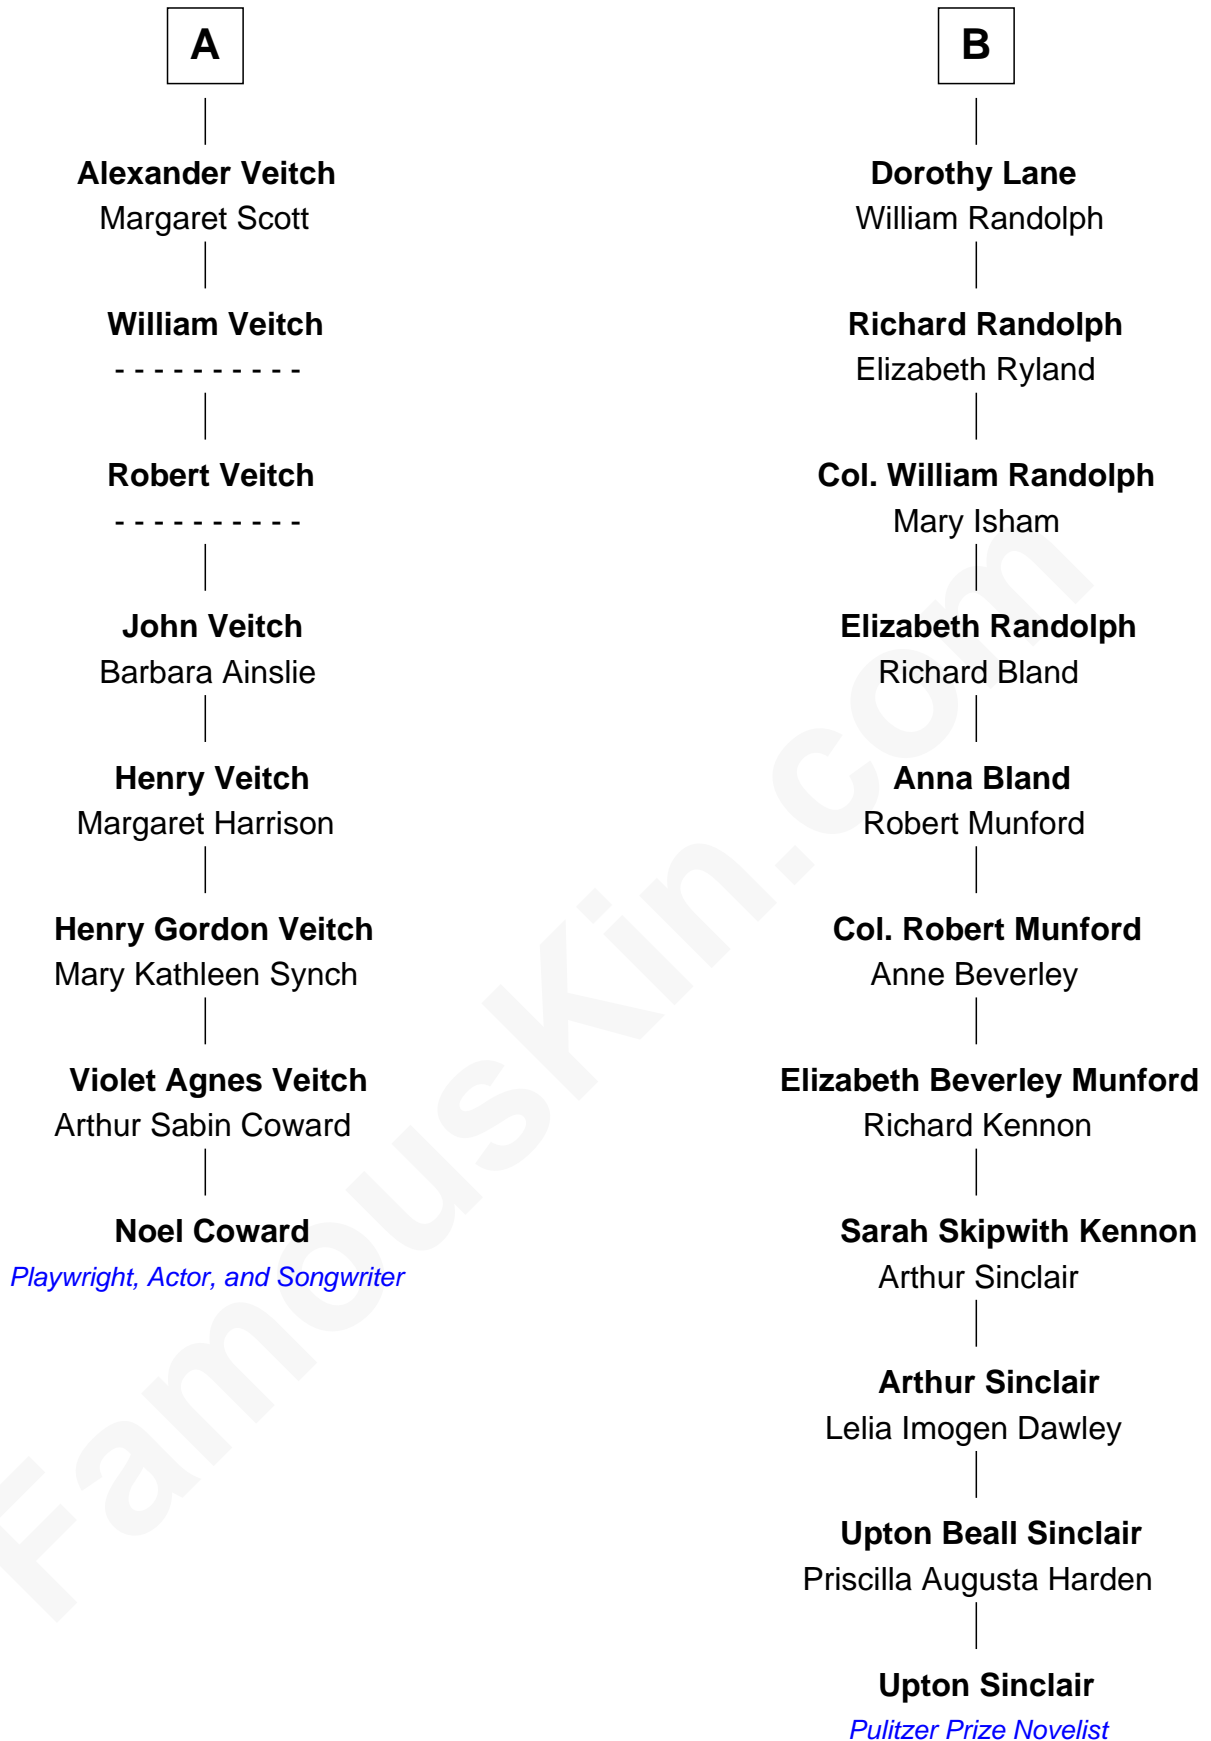 A
Alexander Veitch
Margaret Scott
William Veitch
- - - - - - - - - -
Robert Veitch
- - - - - - - - - -
John Veitch
Barbara Ainslie
Henry Veitch
Margaret Harrison
Henry Gordon Veitch
Mary Kathleen Synch
Violet Agnes Veitch
Arthur Sabin Coward
Noel Coward
Playwright, Actor, and Songwriter
B
Dorothy Lane
William Randolph
Richard Randolph
Elizabeth Ryland
Col. William Randolph
Mary Isham
Elizabeth Randolph
Richard Bland
Anna Bland
Robert Munford
Col. Robert Munford
Anne Beverley
Elizabeth Beverley Munford
Richard Kennon
Sarah Skipwith Kennon
Arthur Sinclair
Arthur Sinclair
Lelia Imogen Dawley
Upton Beall Sinclair
Priscilla Augusta Harden
Upton Sinclair
Pulitzer Prize Novelist
FamousKin.com